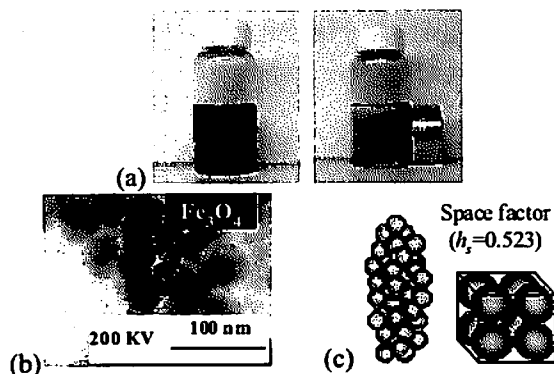 (a)
Fe3O4
200 KV
100 nm
(b)
Space factor
(hs=0.523)
(c)